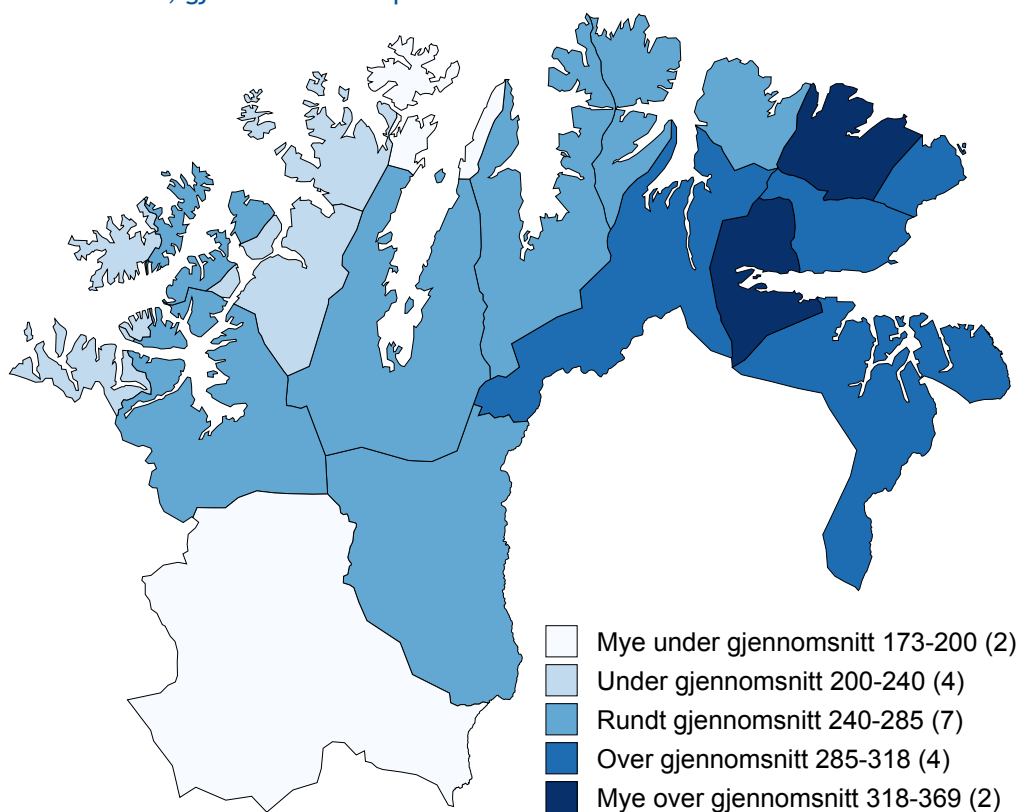 Mye under gjennomsnitt 173-200 (2)
Under gjennomsnitt 200-240 (4)
Rundt gjennomsnitt 240-285 (7)
Over gjennomsnitt 285-318 (4)
Mye over gjennomsnitt 318-369 (2)